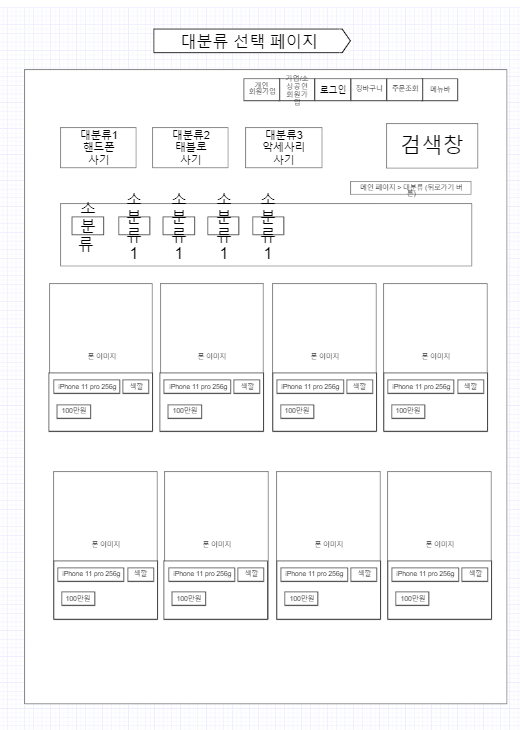 대분류 선택 페이지
개인
회원가입
기업/소
상공인
회원가
입
로그인
장바구니
주문조회
메뉴바
대분류1
핸드폰
사기
대분류2
태블로
사기
대분류3
악세사리
사기
검색창
메인 페이지 > 대분류 (뒤로가기 버
튼)
소
분
류
소
분
류
1
소
분
류
1
소
분
류
1
소
분
류
1
폰 이미지
폰 이미지
폰 이미지
폰 이미지
iPhone 11 pro 256g 색깔
iPhone 11 pro 256g 색깔
iPhone 11 pro 256g 색깔
iPhone 11 pro 256g 색깔
100만원
100만원
100만원
100만원
폰 이미지
폰 이미지
폰 이미지
폰 이미지
iPhone 11 pro 256g 색깔
iPhone 11 pro 256g 색깔
iPhone 11 pro 256g 색깔
iPhone 11 pro 256g 색깔
100만원
100만원
100만원
100만원